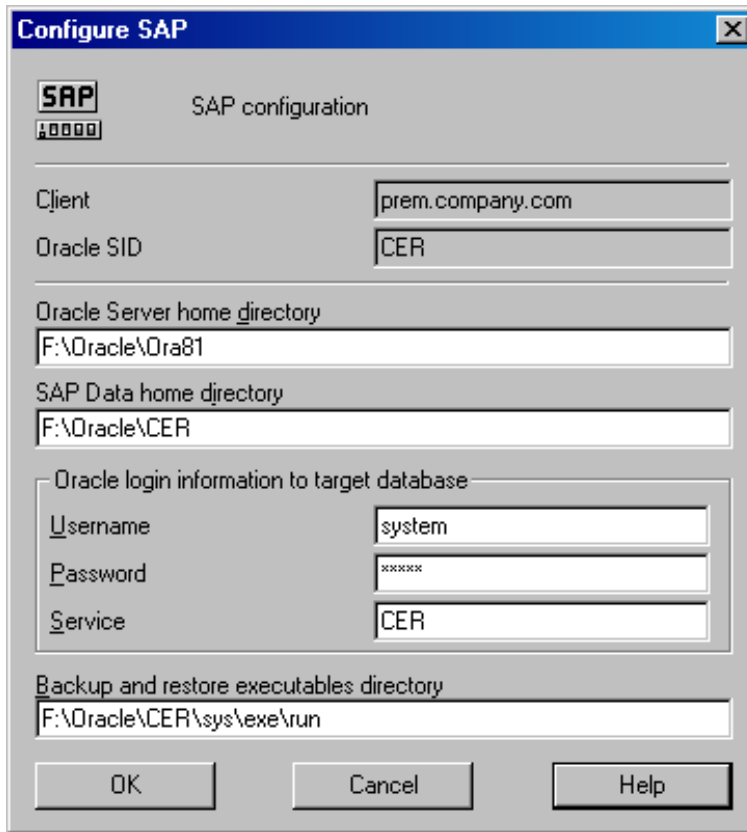 Configure SAP
SAP
SAP configuration
Client prem.company.com
Oracle SID CER
Oracle Server home directory
F:\Oracle\Ora81
SAP Data home directory
F:\Oracle\CER
Oracle login information to target database
Username system
Password *****
Service CER
Backup and restore executables directory
F:\Oracle\CER\sys\exe\run
OK Cancel Help